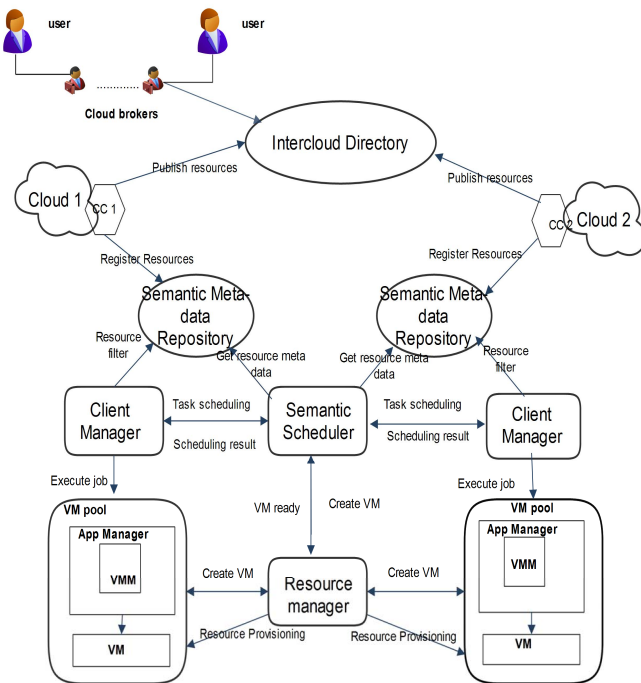 user
user
Cloud brokers
Intercloud Directory
Publish resources
Publish resources
Cloud 1
CC 1
CC 2
Cloud 2
Register Resources
Register Resources
Semantic Meta-
data
Repository
Semantic Meta-
data
Repository
Resource
filter
Get resource meta
data
Get resource meta
data
Resource
filter
Client
Manager
Task scheduling
Scheduling result
Semantic
Scheduler
Task scheduling
Scheduling result
Client
Manager
Execute job
VM ready
Create VM
Execute job
VM pool
App Manager
VMM
VM
Create VM
Resource
manager
Create VM
Resource Provisioning
Resource Provisioning
VM pool
App Manager
VMM
VM